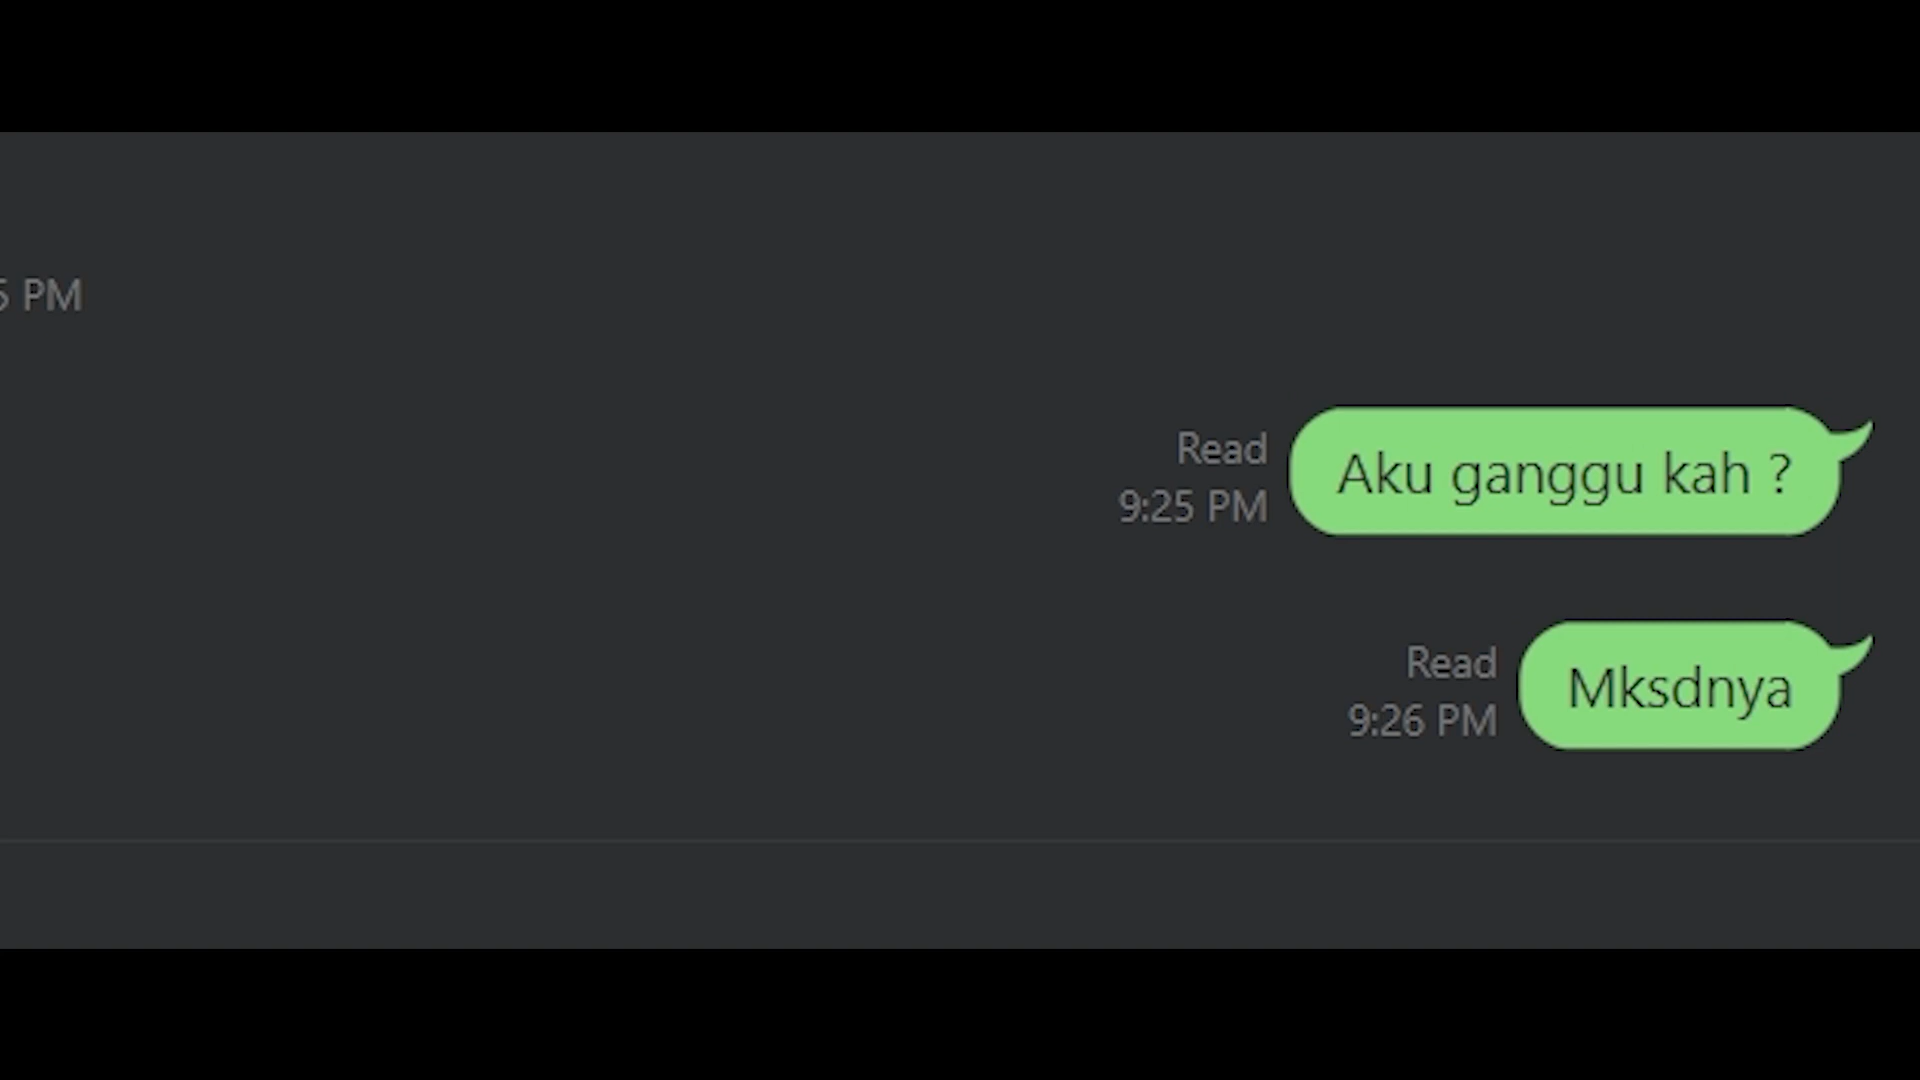 PM
Read
9:25 PM
Aku ganggu kah ?
Read
9:26 PM
Mksdnya